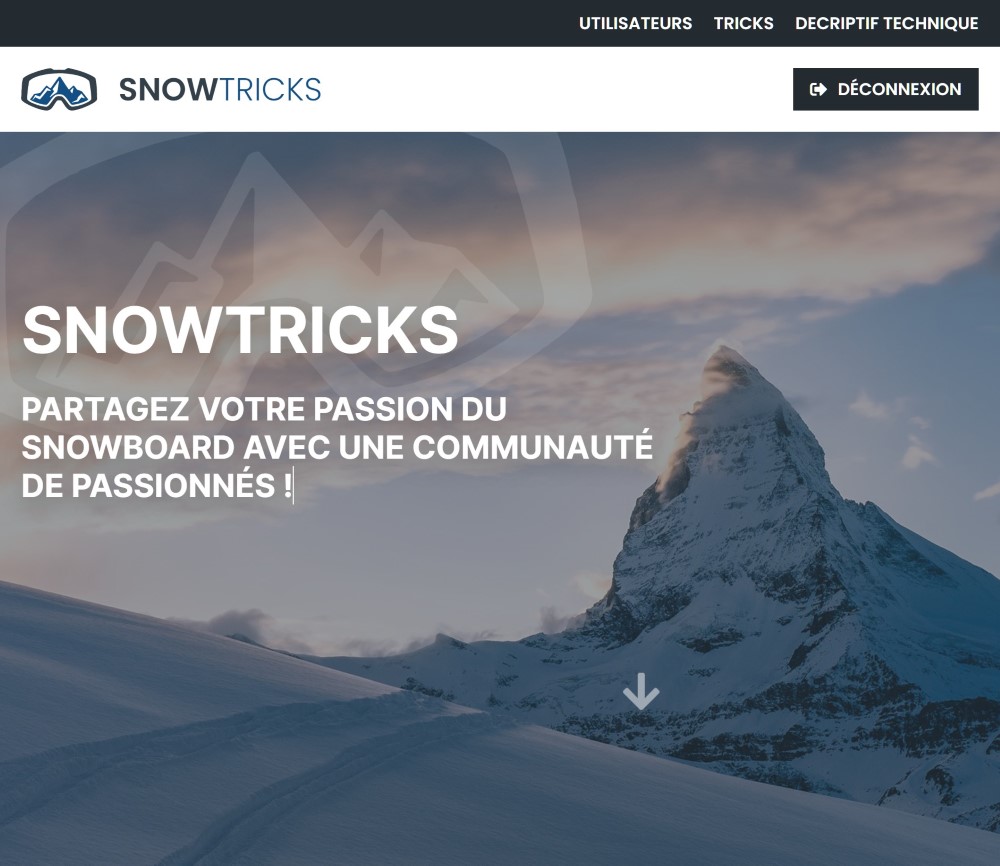 UTILISATEURS TRICKS DECRIPTIF TECHNIQUE
SNOWTRICKS
DÉCONNEXION
SNOWTRICKS
PARTAGEZ VOTRE PASSION DU
SNOWBOARD AVEC UNE COMMUNAUTÉ
DE PASSIONNÉS !